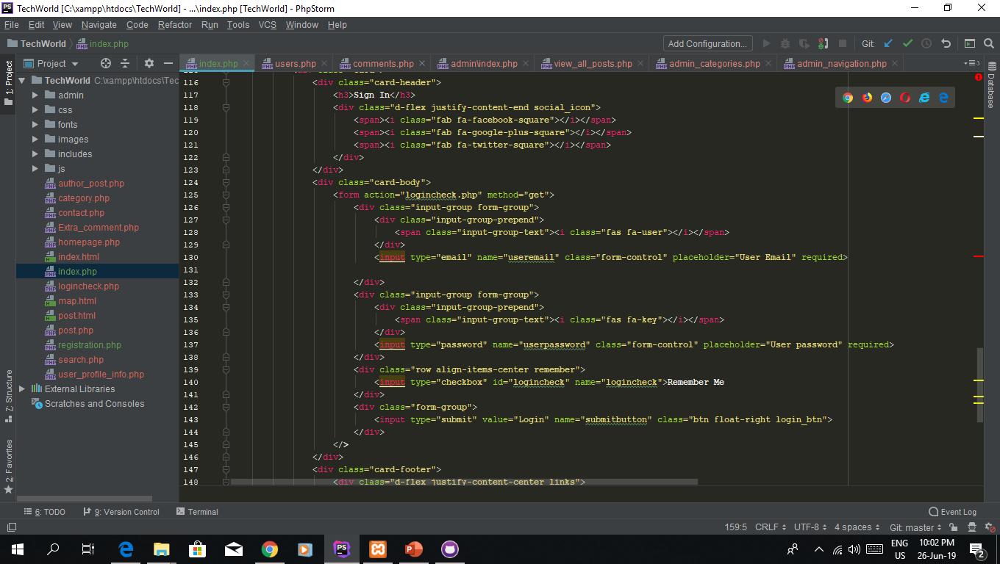 TechWorld [C:\xampp\htdocs\TechWorld] - ...\index.php [TechWorld] - PhpStorm
File Edit View Navigate Code Refactor Run Tools VCS Window Help
TechWorld index.php Add Configuration... Git:
Project index.php users.php comments.php admin\index.php view_all_posts.php admin_categories.php admin_navigation.php 3
1: Project
Database
TechWorld C:\xampp\htdocs\Tec
admin
css
fonts
images
includes
js
author_post.php
category.php
contact.php
Extra_comment.php
homepage.php
index.html
index.php
logincheck.php
map.html
post.html
post.php
registration.php
search.php
user_profile_info.php
External Libraries
Scratches and Consoles
7: Structure
2: Favorites
116 <div class="card-header">
117 <h3>Sign In</h3>
118 <div class="d-flex justify-content-end social_icon">
119 <span><i class="fab fa-facebook-square"></i></span>
120 <span><i class="fab fa-google-plus-square"></i></span>
121 <span><i class="fab fa-twitter-square"></i></span>
122 </div>
123 </div>
124 <div class="card-body">
125 <form action="logincheck.php" method="get">
126 <div class="input-group form-group">
127 <div class="input-group-prepend">
128 <span class="input-group-text"><i class="fas fa-user"></i></span>
129 </div>
130 <input type="email" name="useremail" class="form-control" placeholder="User Email" required>
131
132 </div>
133 <div class="input-group form-group">
134 <div class="input-group-prepend">
135 <span class="input-group-text"><i class="fas fa-key"></i></span>
136 </div>
137 <input type="password" name="userpassword" class="form-control" placeholder="User password" required>
138 </div>
139 <div class="row align-items-center remember">
140 <input type="checkbox" id="logincheck" name="logincheck">Remember Me
141 </div>
142 <div class="form-group">
143 <input type="submit" value="Login" name="submitbutton" class="btn float-right login_btn">
144 </div>
145 </>
146 </div>
147 <div class="card-footer">
148 <div class="d-flex justify-content-center links">
6: TODO 9: Version Control Terminal Event Log
159:5 CRLF UTF-8 4 spaces Git: master
ENG 10:02 PM
US 26-Jun-19 2